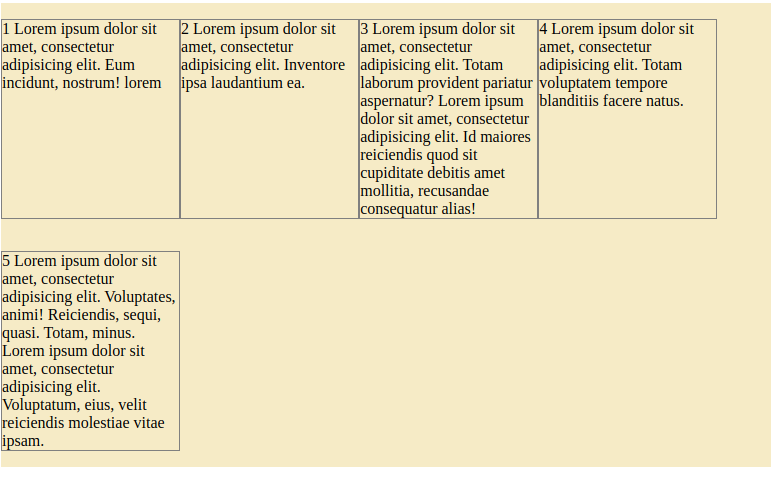 1 Lorem ipsum dolor sit
amet, consectetur
adipisicing elit. Eum
incidunt, nostrum! lorem
2 Lorem ipsum dolor sit
amet, consectetur
adipisicing elit. Inventore
ipsa laudantium ea.
3 Lorem ipsum dolor sit
amet, consectetur
adipisicing elit. Totam
laborum provident pariatur
aspernatur? Lorem ipsum
dolor sit amet, consectetur
adipisicing elit. Id maiores
reiciendis quod sit
cupiditate debitis amet
mollitia, recusandae
consequatur alias!
4 Lorem ipsum dolor sit
amet, consectetur
adipisicing elit. Totam
voluptatem tempore
blanditiis facere natus.
5 Lorem ipsum dolor sit
amet, consectetur
adipisicing elit. Voluptates,
animi! Reiciendis, sequi,
quasi. Totam, minus.
Lorem ipsum dolor sit
amet, consectetur
adipisicing elit.
Voluptatum, eius, velit
reiciendis molestiae vitae
ipsam.